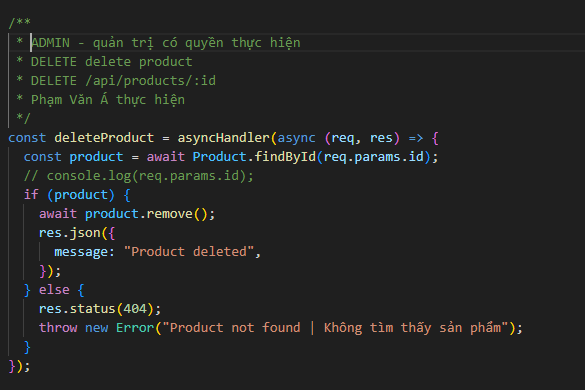 /**
 * ADMIN - quản trị có quyền thực hiện
 * DELETE delete product
 * DELETE /api/products/:id
 * Phạm Văn Á thực hiện
 */
const deleteProduct = asyncHandler(async (req, res) => {
  const product = await Product.findById(req.params.id);
  // console.log(req.params.id);
  if (product) {
    await product.remove();
    res.json({
      message: "Product deleted",
    });
  } else {
    res.status(404);
    throw new Error("Product not found | Không tìm thấy sản phẩm");
  }
});